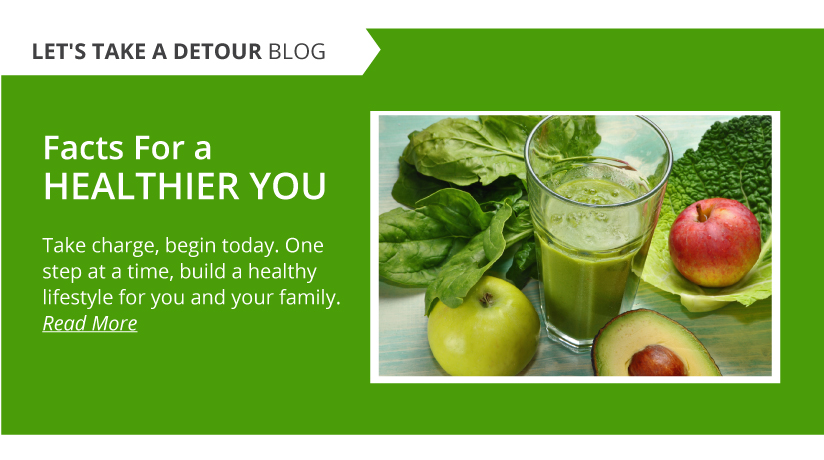 LET'S TAKE A DETOUR BLOG
Facts For a
HEALTHIER YOU
Take charge, begin today. One
step at a time, build a healthy
lifestyle for you and your family.
Read More